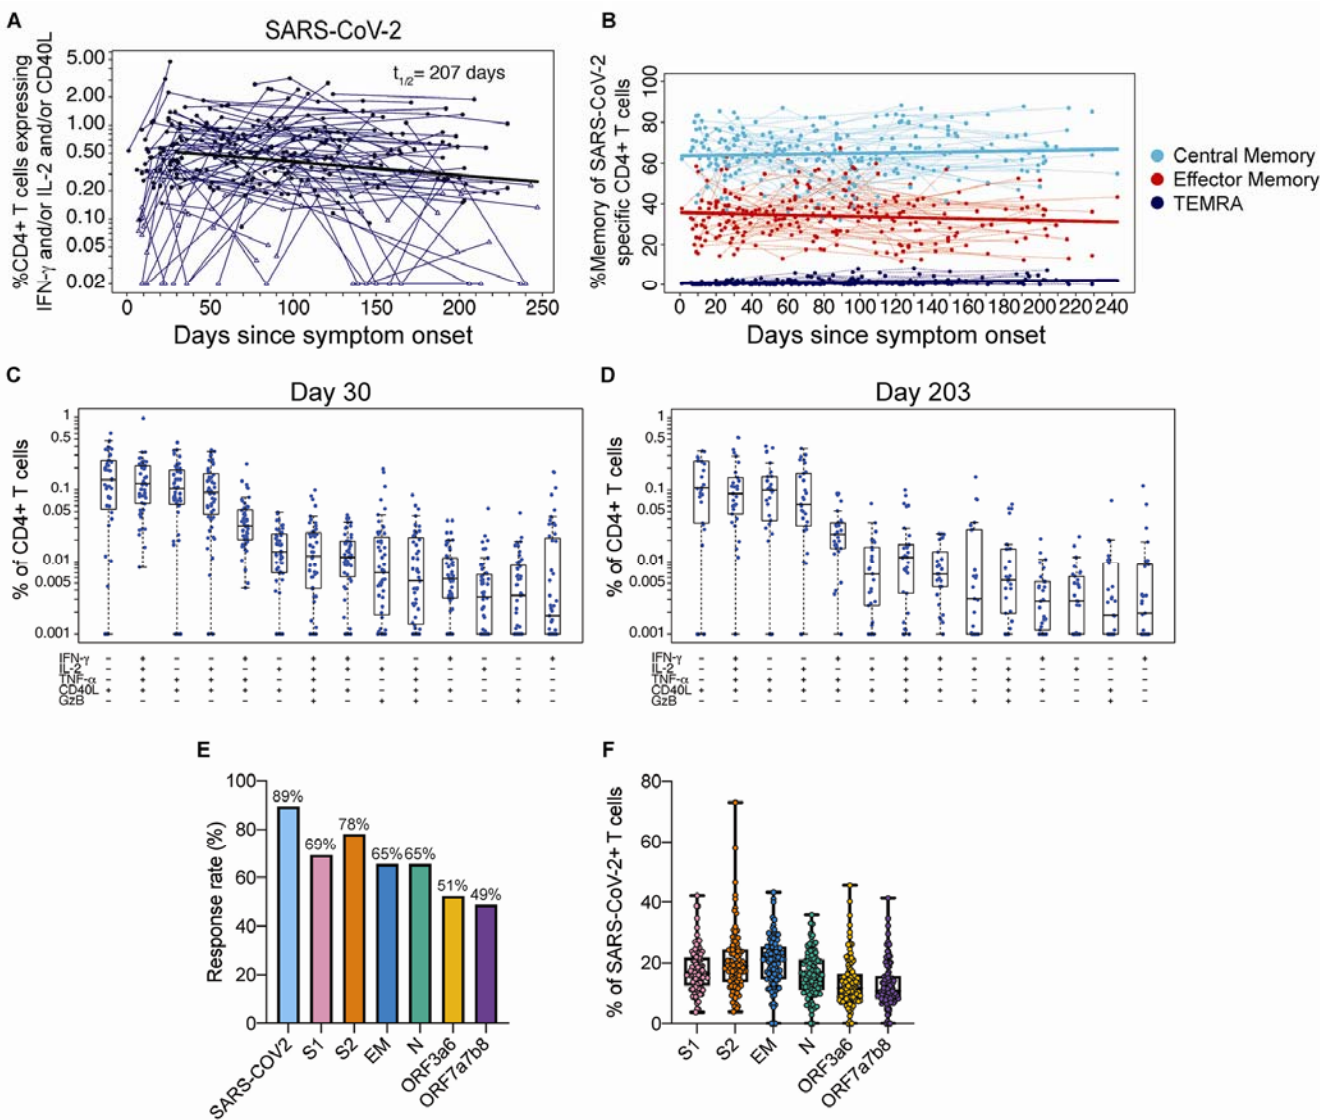 A
SARS-CoV-2
%CD4+ T cells expressing
IFN-γ and/or IL-2 and/or CD40L
5.00
2.00
1.00
0.50
0.20
0.10
0.05
0.02
t1/2= 207 days
0 50 100 150 200 250
Days since symptom onset
B
%Memory of SARS-CoV-2
specific CD4+ T cells
100
80
60
40
20
0
0 20 40 60 80 100 120 140 160 180 200 220 240
Days since symptom onset
Central Memory
Effector Memory
TEMRA
C
Day 30
% of CD4+ T cells
1
0.5
0.1
0.05
0.01
0.005
0.001
IFN-γ
IL-2
TNF-α
CD40L
GzB
D
Day 203
% of CD4+ T cells
1
0.5
0.1
0.05
0.01
0.005
0.001
IFN-γ
IL-2
TNF-α
CD40L
GzB
E
Response rate (%)
100
80
60
40
20
0
89%
69%
78%
65%
65%
51%
49%
SARS-COV2
S1
S2
EM
N
ORF3a6
ORF7a7b8
F
% of SARS-CoV-2+ T cells
80
60
40
20
0
S1
S2
EM
N
ORF3a6
ORF7a7b8